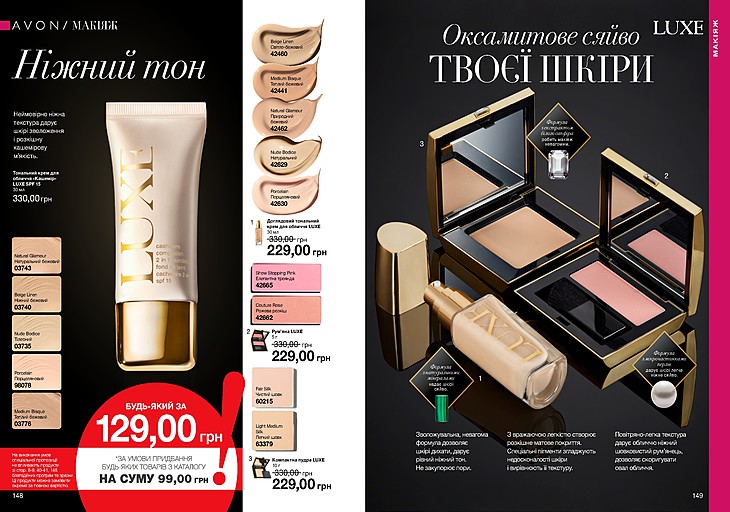 AVON / МАКІЯЖ
Ніжний тон
Неймовірно ніжна
текстура дарує
шкірі зволоження
і розкішну
кашемірову
м'якість.
Тональний крем для
обличчя «Кашемір»
LUXE SPF 15
30 мл
330,00 грн
Natural Glamour
Натуральний бежевий
03743
Beige Linen
Ніжний бежевий
03740
Nude Bodice
Тілесний
03735
Porcelain
Порцеляновий
98078
Medium Bisque
Теплий бежевий
03776
LUXE
spf 15
БУДЬ-ЯКИЙ ЗА
129,00 грн
*ЗА УМОВИ ПРИДБАННЯ
БУДЬ-ЯКИХ ТОВАРІВ З КАТАЛОГУ
НА СУМУ 99,00 ГРН
!
148
Beige Linen
Світло-бежевий
42460
Medium Bisque
Теплий бежевий
42441
Natural Glamour
Природний
бежевий
42462
Nude Bodice
Натуральний
42629
Porcelain
Порцеляновий
42630
1
Доглядовий тональний
крем для обличчя LUXE
30 мл
330,00 грн
229,00 грн
Show Stopping Pink
Елегантна троянда
42665
Couture Rose
Рожева розкіш
42662
2
Рум'яна LUXE
5 г
330,00 грн
229,00 грн
Fair Silk
Чистий шовк
60215
Light Medium
Silk
Легкий шовк
63379
3
Компактна пудра LUXE
10 г
330,00 грн
229,00 грн
Оксамитове сяйво
ТВОЄЇ ШКІРИ
LUXE
МАКІЯЖ
3
2
1
LUXE
Зволожувальна, невагома
формула дозволяє
шкірі дихати, дарує
рівний ніжний тон.
Не закупорює пори.
З вражаючою легкістю створює
розкішне матове покриття.
Спеціальні пігменти згладжують
недосконалості шкіри
і вирівнюють її текстуру.
Повітряно-легка текстура
дарує обличчю ніжний
шовковистий рум'янець,
дозволяє скоригувати
овал обличчя.
149